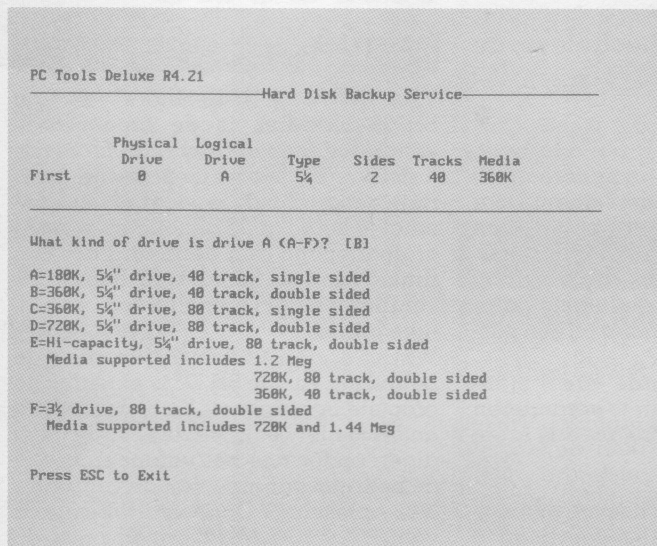 PC Tools Deluxe R4.21
Hard Disk Backup Service
Physical Logical
Drive Drive Type Sides Tracks Media
First 0 A 5¼ 2 40 360K
What kind of drive is drive A (A-F)? [B]
A=180K, 5¼" drive, 40 track, single sided
B=360K, 5¼" drive, 40 track, double sided
C=360K, 5¼" drive, 80 track, single sided
D=720K, 5¼" drive, 80 track, double sided
E=Hi-capacity, 5¼" drive, 80 track, double sided
Media supported includes 1.2 Meg
720K, 80 track, double sided
360K, 40 track, double sided
F=3½ drive, 80 track, double sided
Media supported includes 720K and 1.44 Meg
Press ESC to Exit